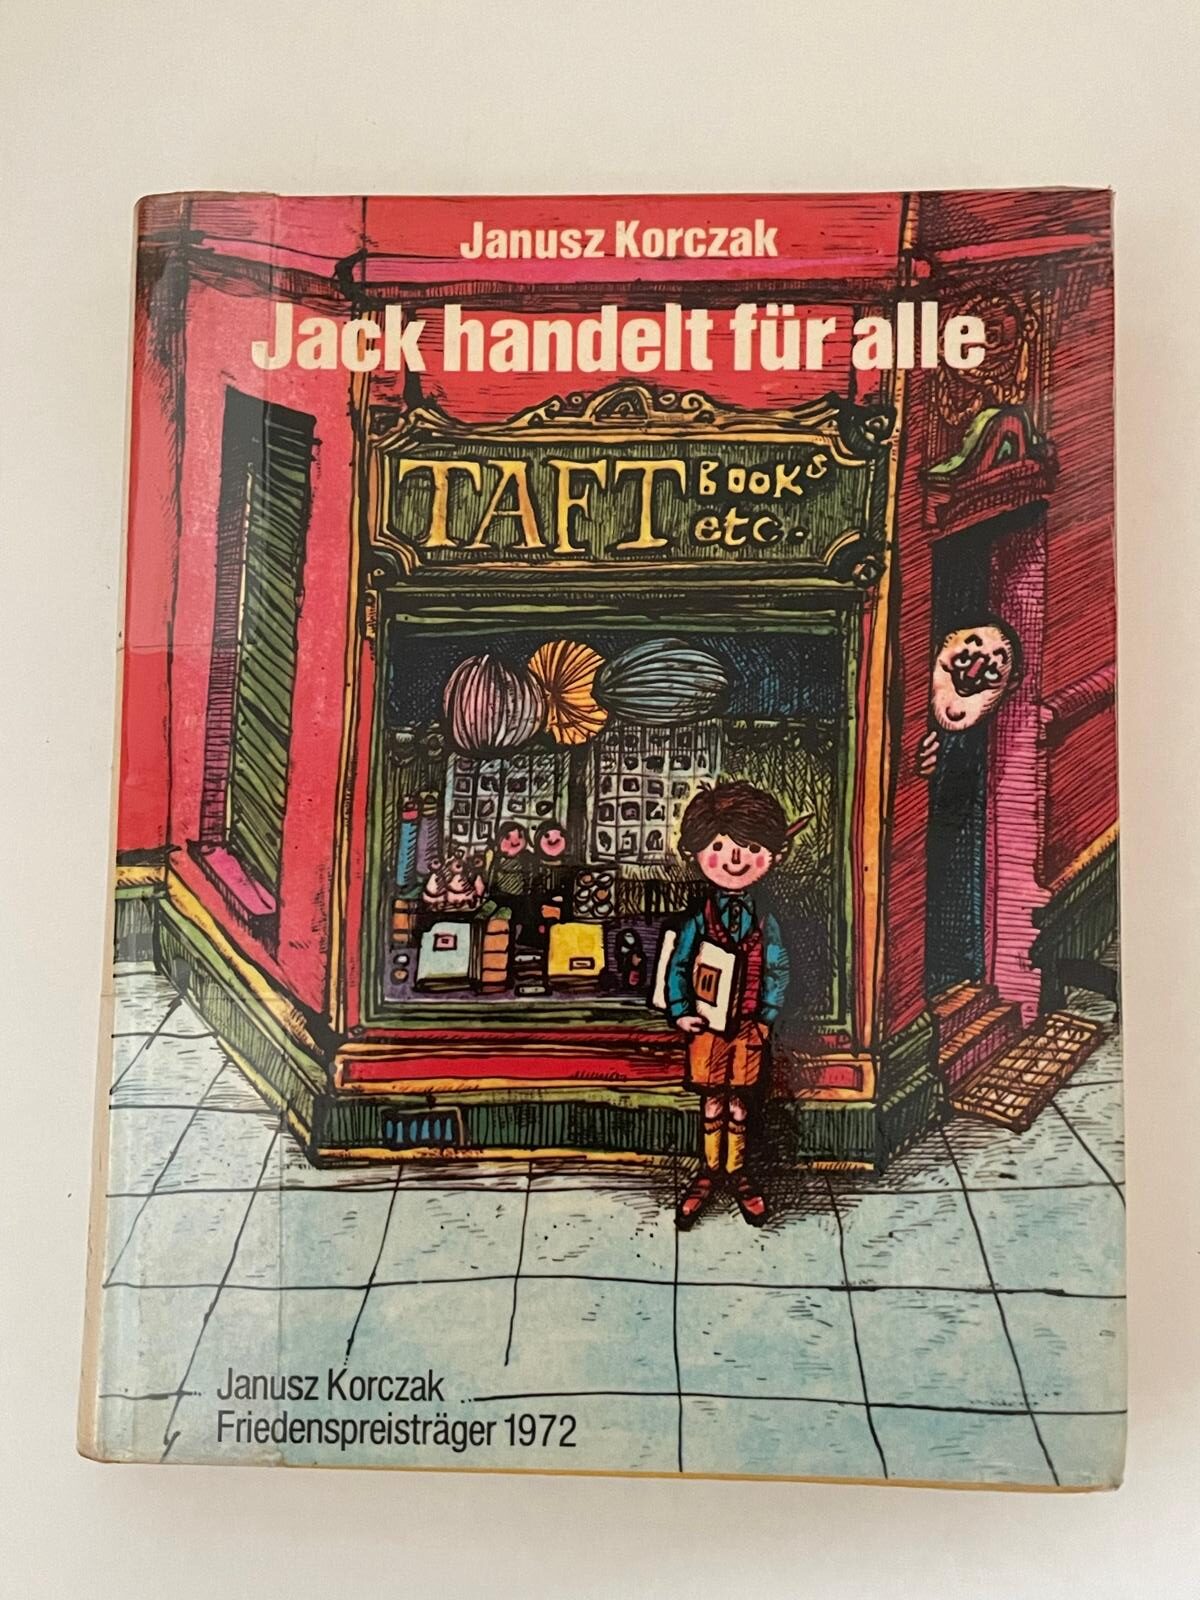 Janusz Korczak
Jack handelt für alle
TAFT Books
etc.
Janusz Korczak
Friedenspreisträger 1972